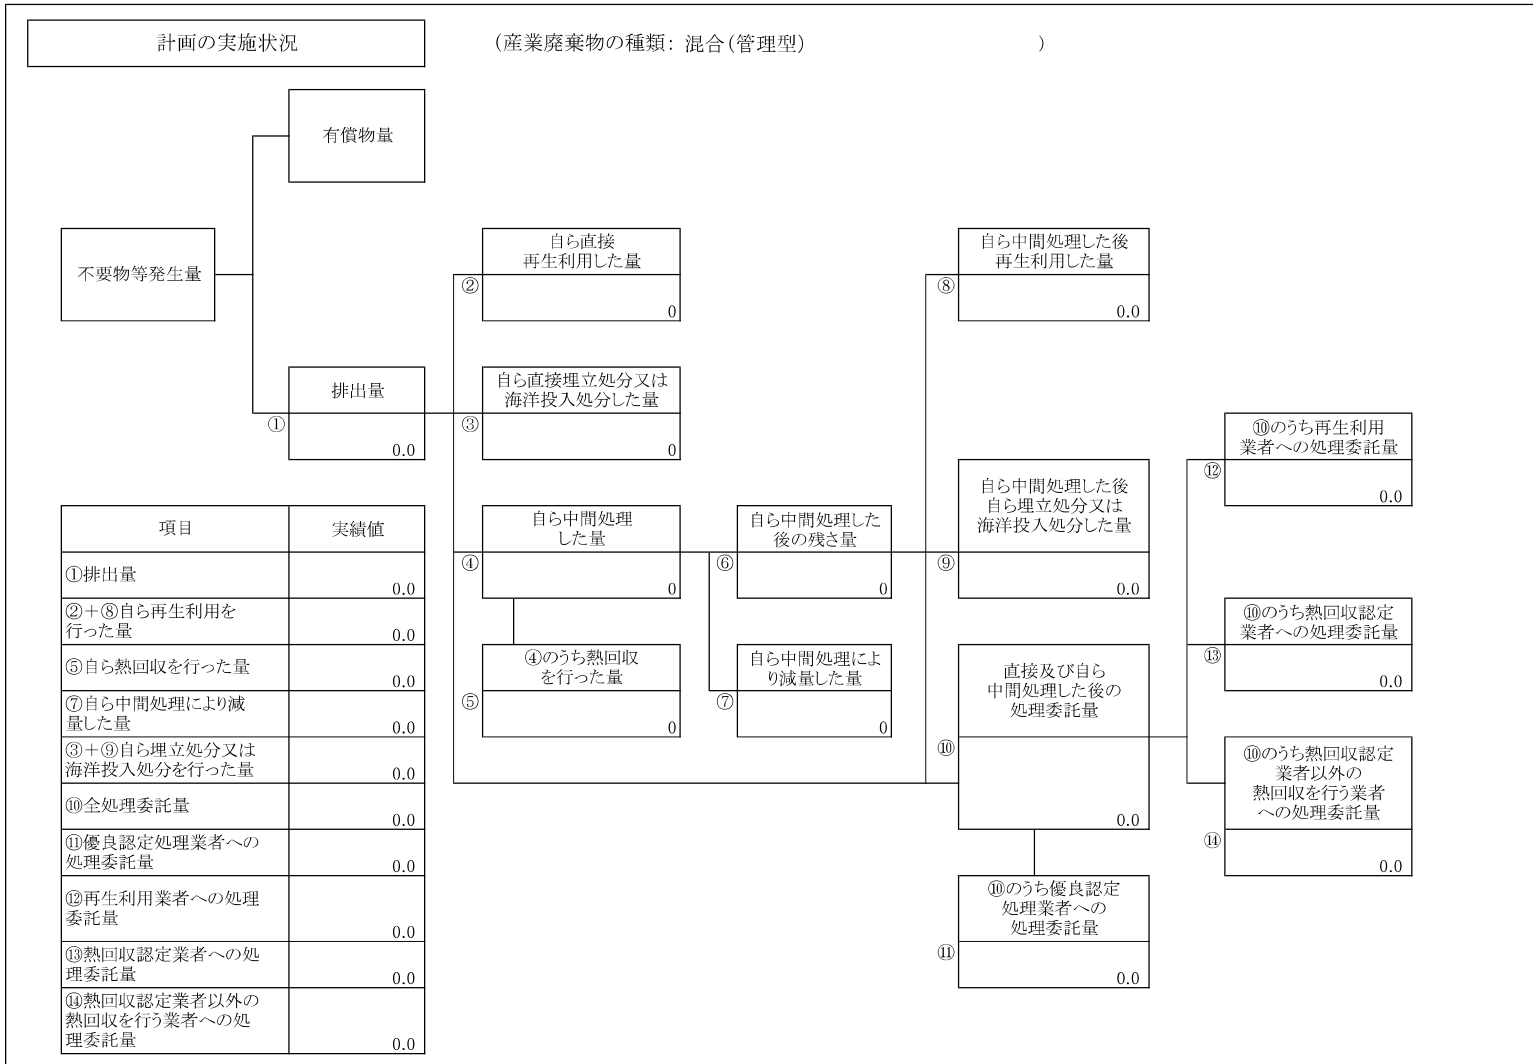 計画の実施状況
(産業廃棄物の種類: 混合(管理型) )
有償物量
不要物等発生量
排出量
①
0.0
自ら直接
再生利用した量
②
0
自ら直接埋立処分又は
海洋投入処分した量
③
0
自ら中間処理
した量
④
0
④のうち熱回収
を行った量
⑤
0
自ら中間処理した
後の残さ量
⑥
0
自ら中間処理によ
り減量した量
⑦
0
自ら中間処理した後
再生利用した量
⑧
0.0
自ら中間処理した後
自ら埋立処分又は
海洋投入処分した量
⑨
0.0
直接及び自ら
中間処理した後の
処理委託量
⑩
0.0
⑩のうち優良認定
処理業者への
処理委託量
⑪
0.0
⑩のうち再生利用
業者への処理委託量
⑫
0.0
⑩のうち熱回収認定
業者への処理委託量
⑬
0.0
⑩のうち熱回収認定
業者以外の
熱回収を行う業者
への処理委託量
⑭
0.0
項目 実績値
①排出量
0.0
②+⑧自ら再生利用を
行った量
0.0
⑤自ら熱回収を行った量
0.0
⑦自ら中間処理により減
量した量
0.0
③+⑨自ら埋立処分又は
海洋投入処分を行った量
0.0
⑩全処理委託量
0.0
⑪優良認定処理業者への
処理委託量
0.0
⑫再生利用業者への処理
委託量
0.0
⑬熱回収認定業者への処
理委託量
0.0
⑭熱回収認定業者以外の
熱回収を行う業者への処
理委託量
0.0